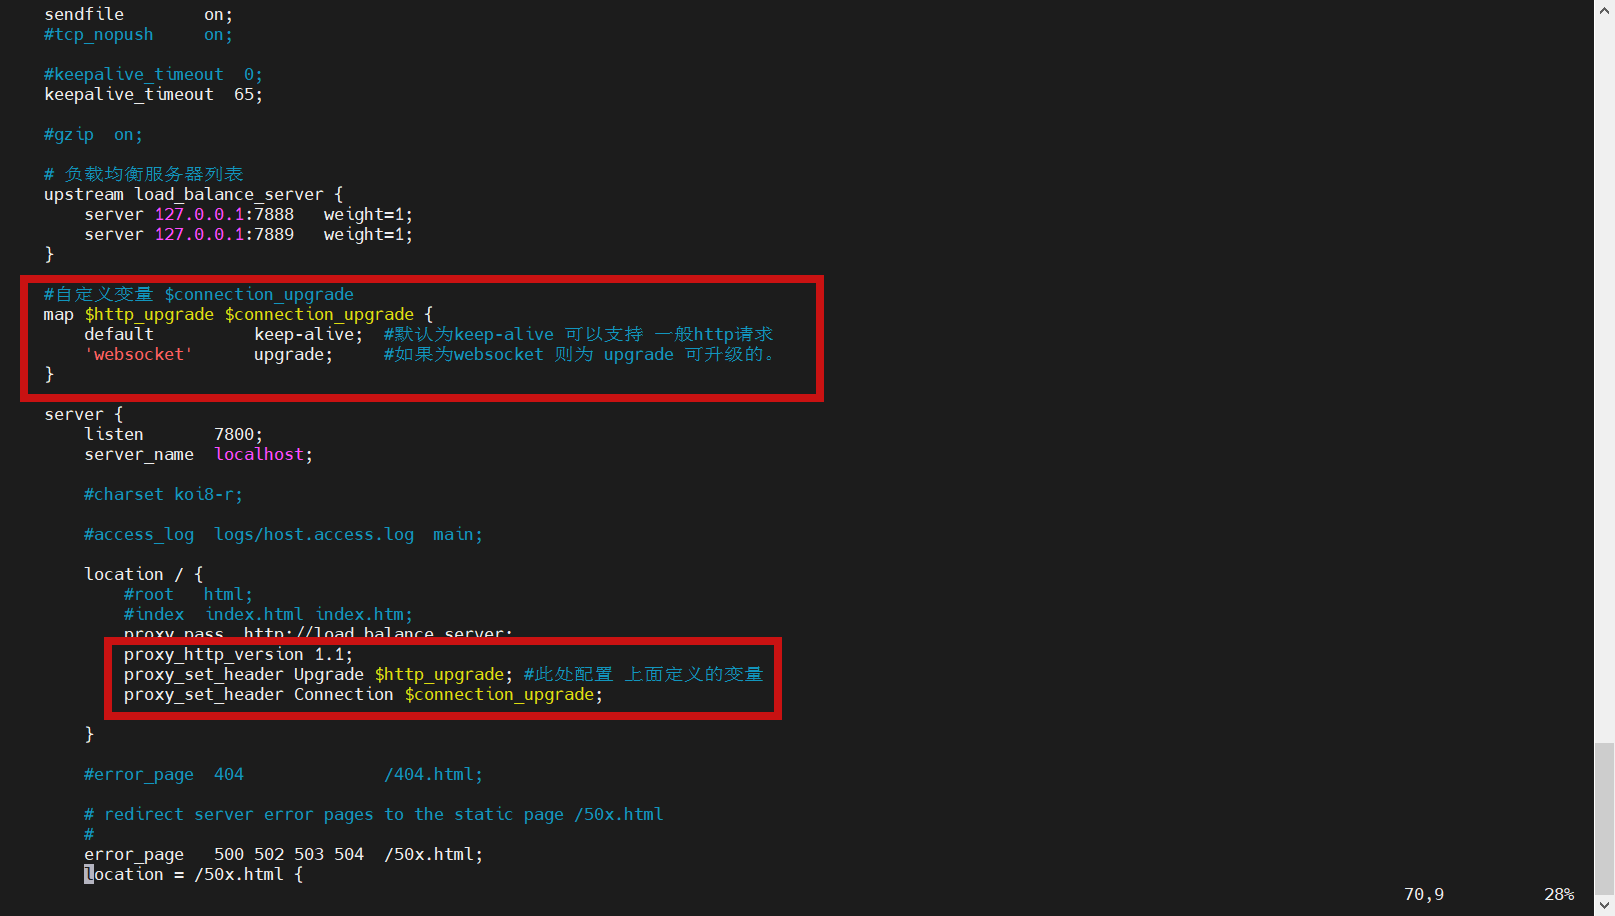 sendfile        on;
#tcp_nopush     on;
#keepalive_timeout  0;
keepalive_timeout  65;
#gzip  on;
# 负载均衡服务器列表
upstream load_balance_server {
server 127.0.0.1:7888   weight=1;
server 127.0.0.1:7889   weight=1;
}
#自定义变量 $connection_upgrade
map $http_upgrade $connection_upgrade {
default          keep-alive;  #默认为keep-alive 可以支持 一般http请求
'websocket'      upgrade;     #如果为websocket 则为 upgrade 可升级的。
}
server {
listen       7800;
server_name  localhost;
#charset koi8-r;
#access_log  logs/host.access.log  main;
location / {
#root   html;
#index  index.html index.htm;
proxy_pass  http://load_balance_server;
proxy_http_version 1.1;
proxy_set_header Upgrade $http_upgrade; #此处配置 上面定义的变量
proxy_set_header Connection $connection_upgrade;
}
#error_page  404              /404.html;
# redirect server error pages to the static page /50x.html
#
error_page   500 502 503 504  /50x.html;
location = /50x.html {
70,9          28%